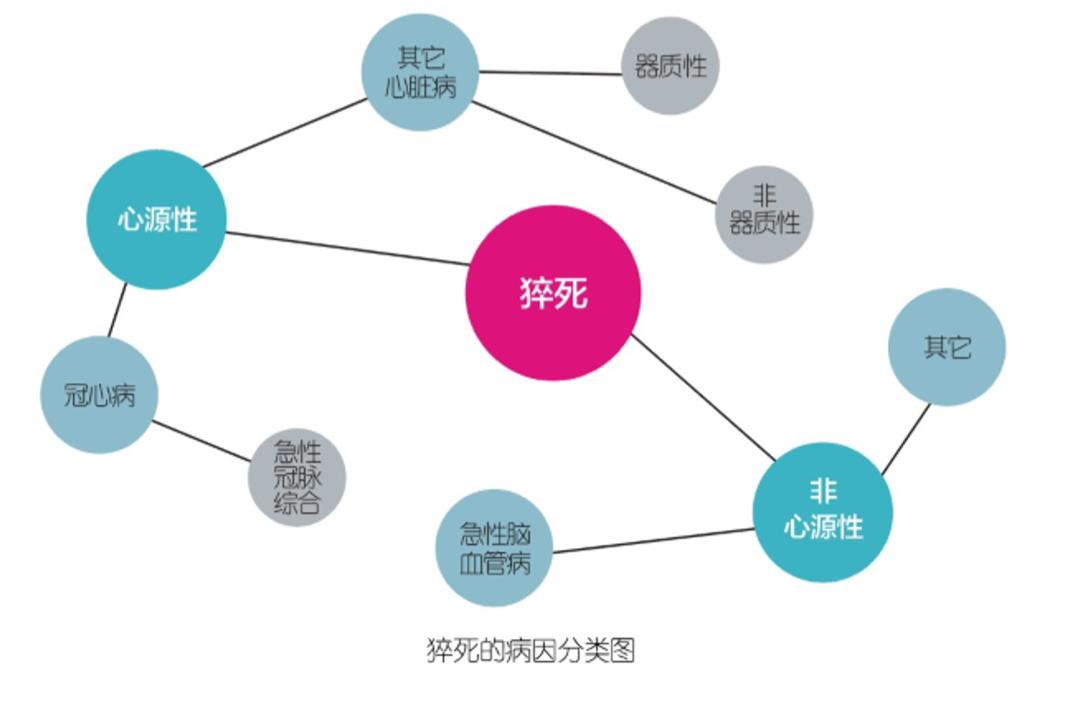 其它
心脏病
器质性
非
器质性
心源性
猝死
其它
冠心病
急性
冠脉
综合
非
心源性
急性脑
血管病
猝死的病因分类图